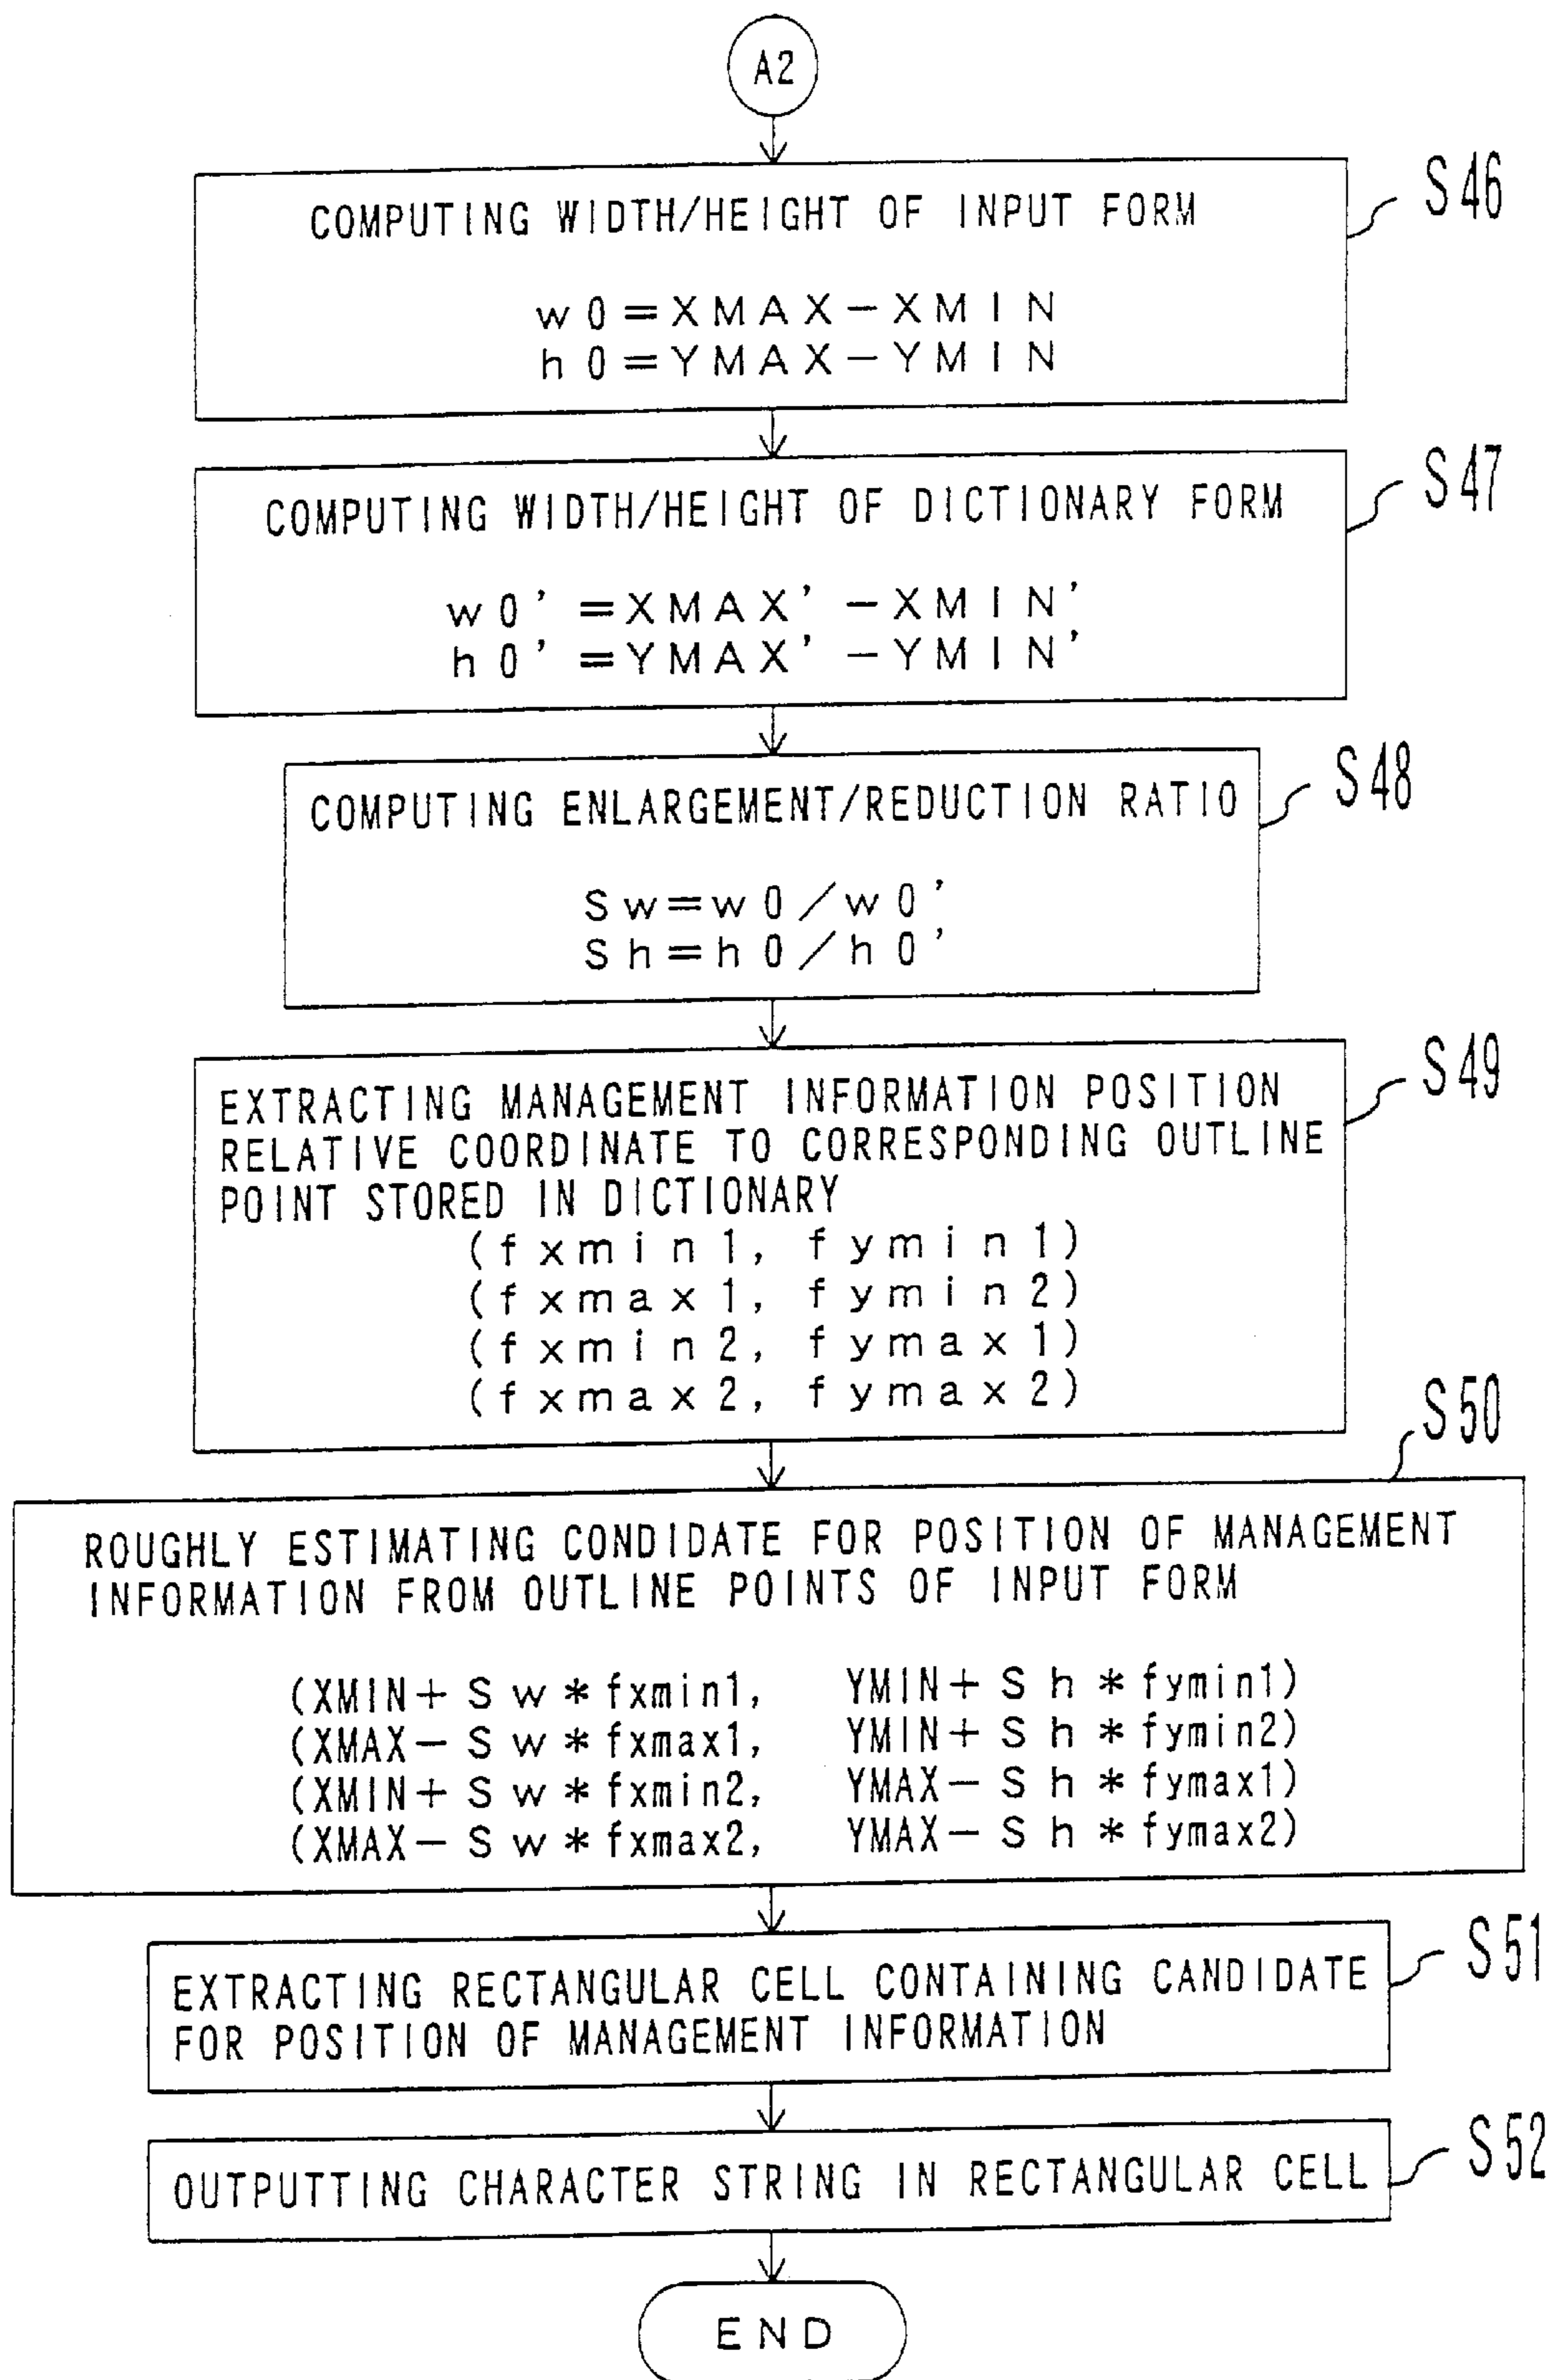 A2
S46
COMPUTING WIDTH/HEIGHT OF INPUT FORM
w0=XMAX-XMIN
h0=YMAX-YMIN
S47
COMPUTING WIDTH/HEIGHT OF DICTIONARY FORM
w0'=XMAX'-XMIN'
h0'=YMAX'-YMIN'
S48
COMPUTING ENLARGEMENT/REDUCTION RATIO
Sw=w0/w0'
Sh=h0/h0'
S49
EXTRACTING MANAGEMENT INFORMATION POSITION
RELATIVE COORDINATE TO CORRESPONDING OUTLINE
POINT STORED IN DICTIONARY
(fxmin1, fymin1)
(fxmax1, fymin2)
(fxmin2, fymax1)
(fxmax2, fymax2)
S50
ROUGHLY ESTIMATING CONDIDATE FOR POSITION OF MANAGEMENT
INFORMATION FROM OUTLINE POINTS OF INPUT FORM
(XMIN+Sw*fxmin1, YMIN+Sh*fymin1)
(XMAX-Sw*fxmax1, YMIN+Sh*fymin2)
(XMIN+Sw*fxmin2, YMAX-Sh*fymax1)
(XMAX-Sw*fxmax2, YMAX-Sh*fymax2)
S51
EXTRACTING RECTANGULAR CELL CONTAINING CANDIDATE
FOR POSITION OF MANAGEMENT INFORMATION
S52
OUTPUTTING CHARACTER STRING IN RECTANGULAR CELL
END